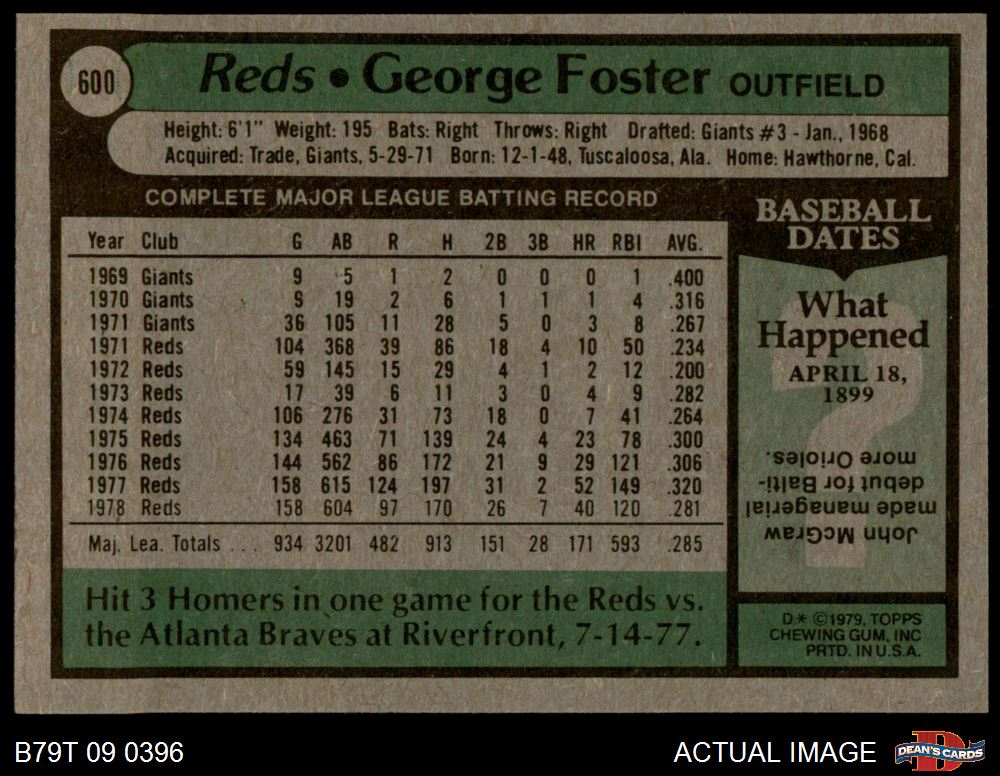 600
Reds • George Foster OUTFIELD
Height: 6'1" Weight: 195 Bats: Right Throws: Right Drafted: Giants #3 - Jan., 1968
Acquired: Trade, Giants, 5-29-71 Born: 12-1-48, Tuscaloosa, Ala. Home: Hawthorne, Cal.
COMPLETE MAJOR LEAGUE BATTING RECORD
Year Club G AB R H 2B 3B HR RBI AVG.
1969 Giants 9 5 1 2 0 0 0 1 .400
1970 Giants 9 19 2 6 1 1 1 4 .316
1971 Giants 36 105 11 28 5 0 3 8 .267
1971 Reds 104 368 39 86 18 4 10 50 .234
1972 Reds 59 145 15 29 4 1 2 12 .200
1973 Reds 17 39 6 11 3 0 4 9 .282
1974 Reds 106 276 31 73 18 0 7 41 .264
1975 Reds 134 463 71 139 24 4 23 78 .300
1976 Reds 144 562 86 172 21 9 29 121 .306
1977 Reds 158 615 124 197 31 2 52 149 .320
1978 Reds 158 604 97 170 26 7 40 120 .281
Maj. Lea. Totals ... 934 3201 482 913 151 28 171 593 .285
Hit 3 Homers in one game for the Reds vs.
the Atlanta Braves at Riverfront, 7-14-77.
BASEBALL
DATES
What
Happened
APRIL 18,
1899
?
John McGraw
made managerial
debut for Balti-
more Orioles.
D* ©1979, TOPPS
CHEWING GUM, INC
PRTD. IN U.S.A.
B79T 09 0396
ACTUAL IMAGE
D
DEAN'S CARDS